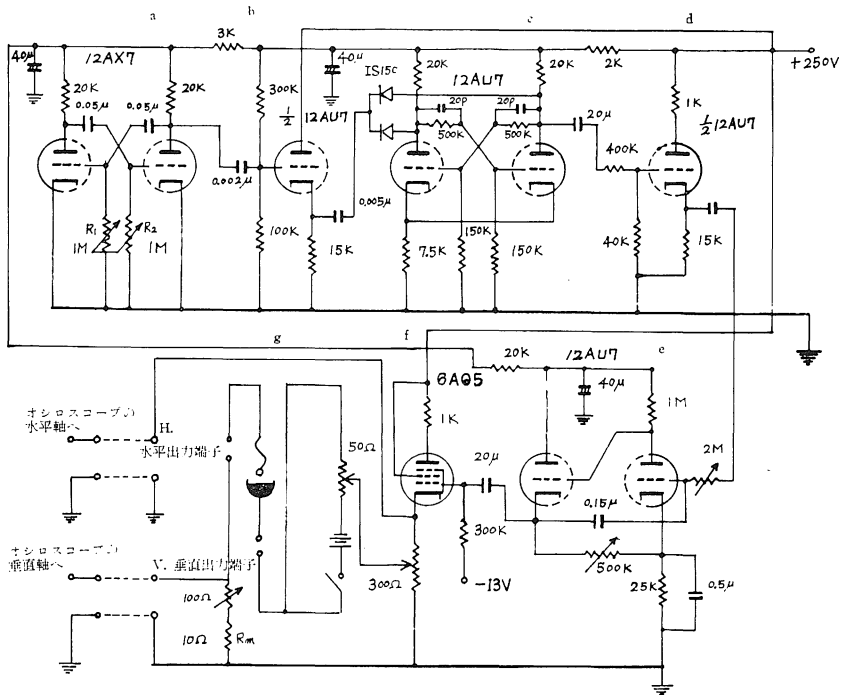 a
b
c
d
3K
40μ
12AX7
20K
20K
0.05μ
0.05μ
300K
1/2 12AU7
40μ
IS15c
20K
12AU7
20K
2K
+250V
20p
20p
500K
500K
20μ
1K
1/2 12AU7
400K
0.002μ
0.005μ
R₁
R₂
1M
1M
100K
15K
7.5K
150K
150K
40K
15K
g
f
e
20K
12AU7
6AQ5
40μ
1M
オシロスコープの
水平軸へ
H.
水平出力端子
1K
50Ω
20μ
2M
0.15μ
300K
オシロスコープの
垂直軸へ
V. 垂直出力端子
-13V
500K
100Ω
300Ω
25K
0.5μ
10Ω
Rm